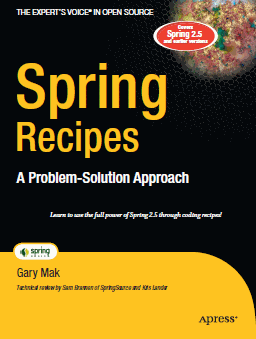 THE EXPERT'S VOICE® IN OPEN SOURCE
Covers
Spring 2.5
and earlier versions
Spring
Recipes
A Problem-Solution Approach
Learn to use the full power of Spring 2.5 through coding recipes!
spring
Gary Mak
Technical review by Sam Brannen of SpringSource and Kris Iander
Apress®